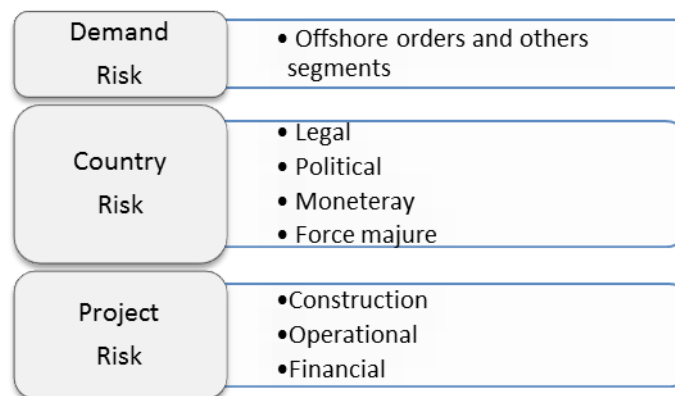 Demand
Risk
• Offshore orders and others
segments
Country
Risk
• Legal
• Political
• Moneteray
• Force majure
Project
Risk
•Construction
•Operational
•Financial